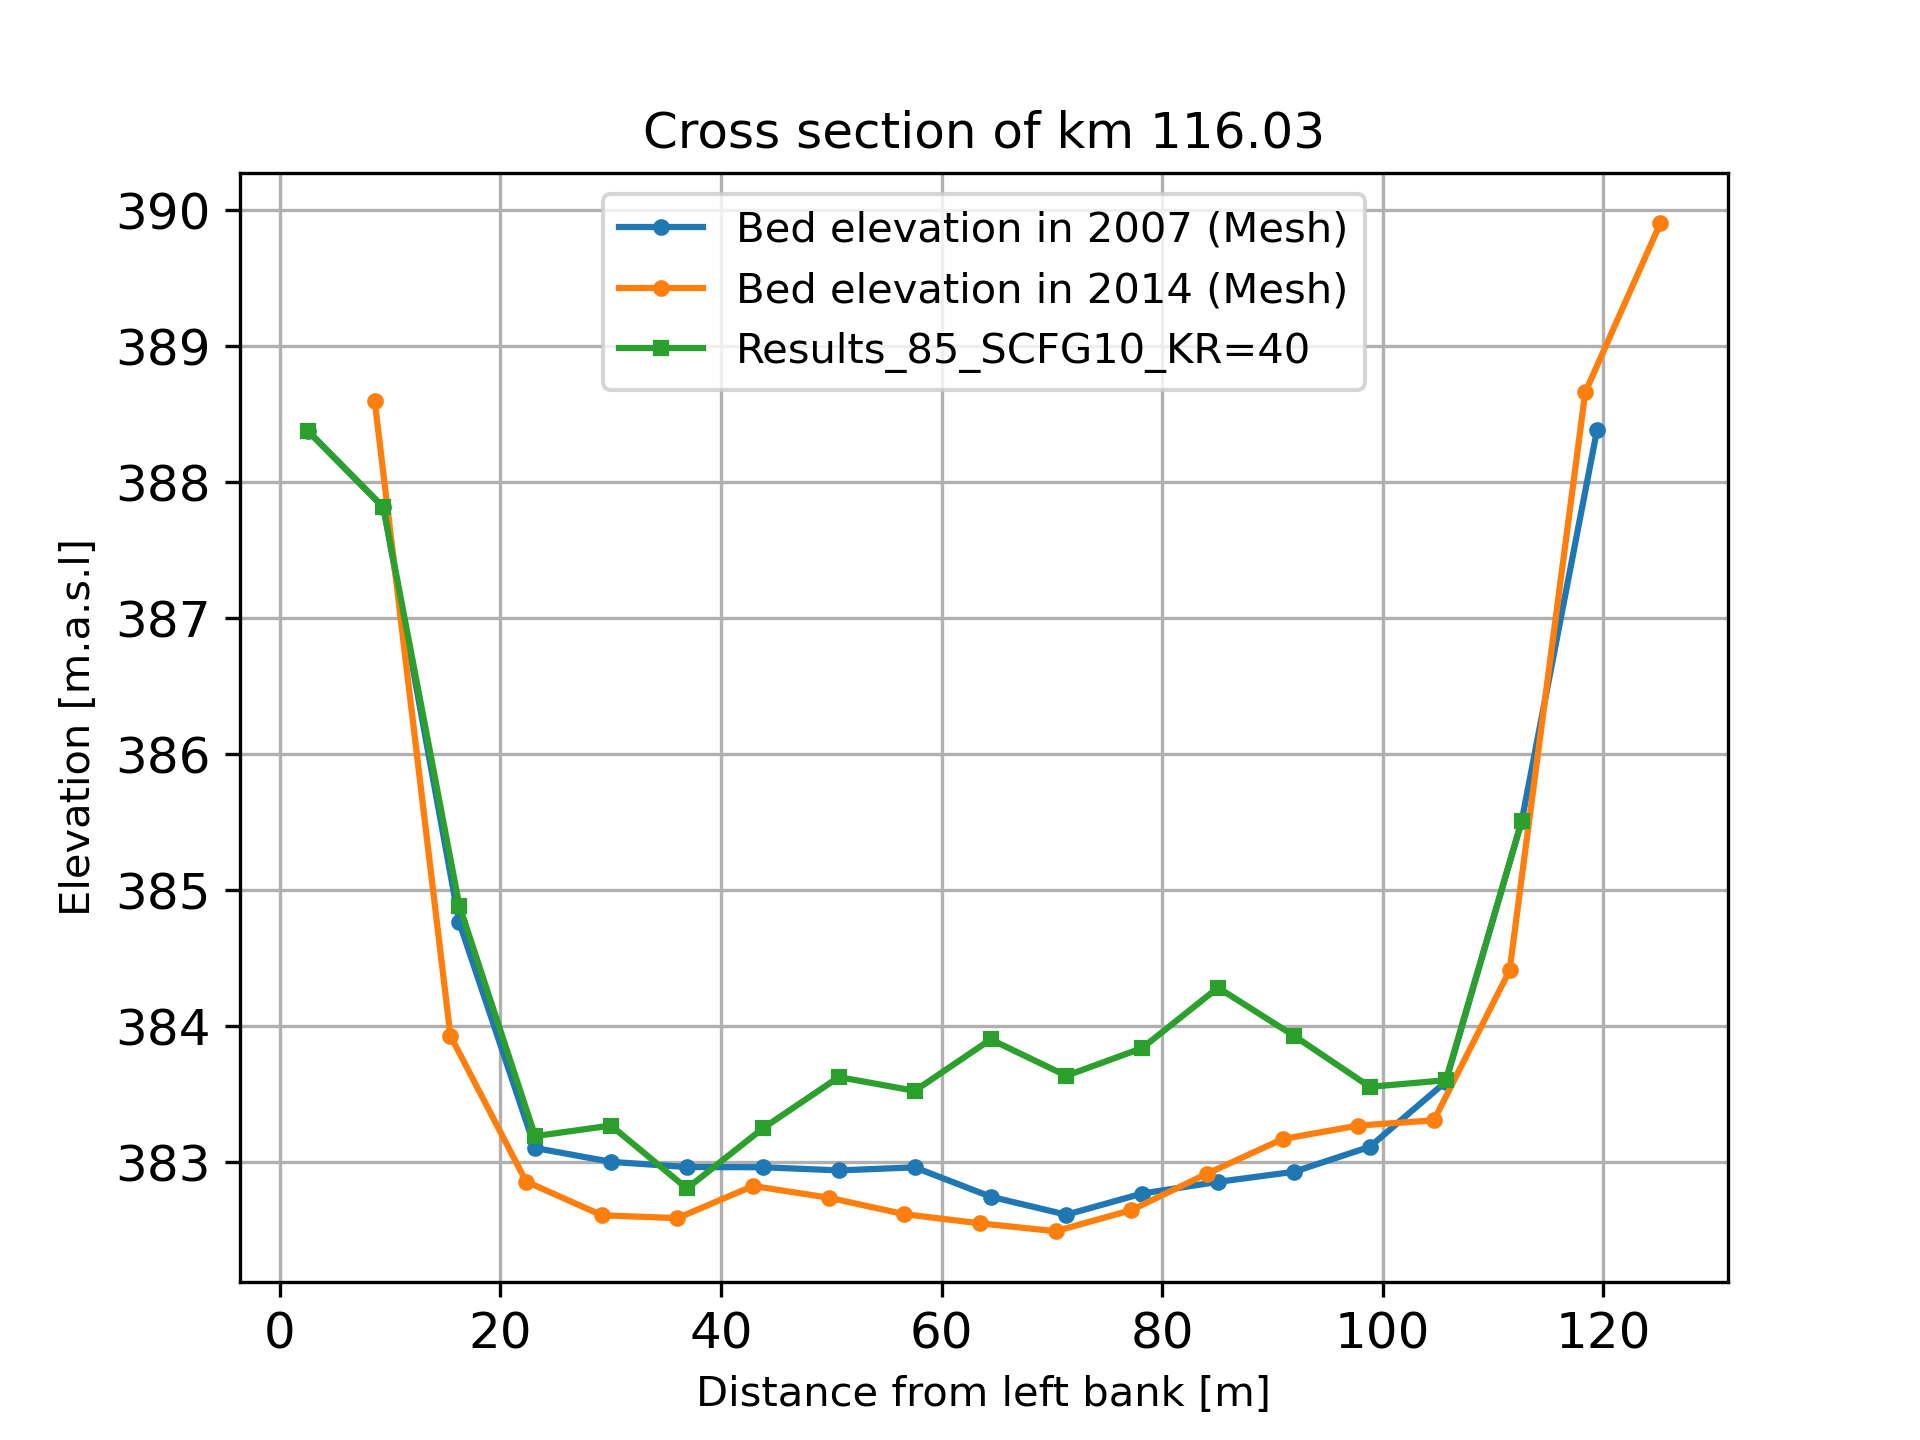 Cross section of km 116.03
Bed elevation in 2007 (Mesh)
Bed elevation in 2014 (Mesh)
Results_85_SCFG10_KR=40
390
389
388
387
386
385
384
383
Elevation [m.a.s.l]
0 20 40 60 80 100 120
Distance from left bank [m]